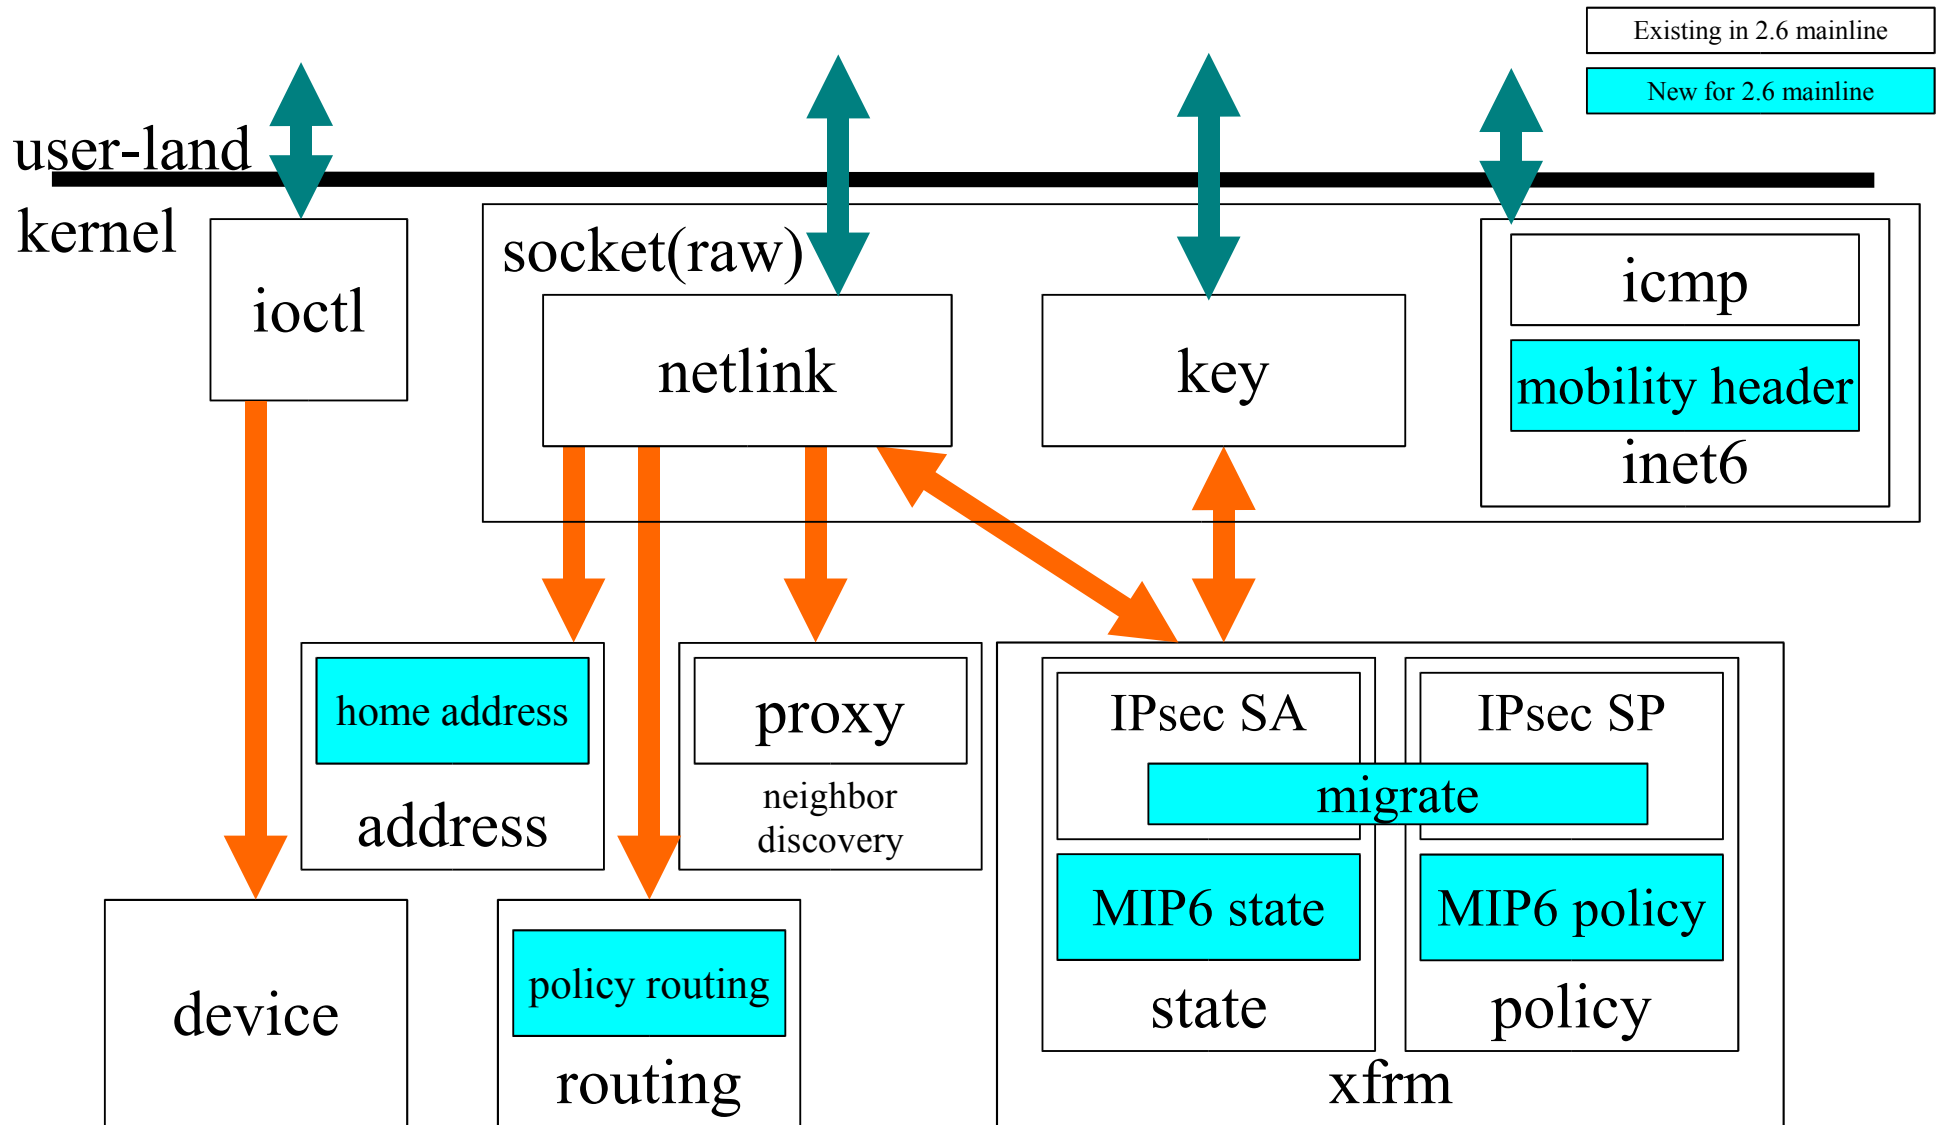 Existing in 2.6 mainline
New for 2.6 mainline
user-land
kernel
socket(raw)
ioctl
netlink
key
icmp
mobility header
inet6
home address
address
proxy
neighbor
discovery
IPsec SA
IPsec SP
migrate
MIP6 state
MIP6 policy
state
policy
device
policy routing
routing
xfrm